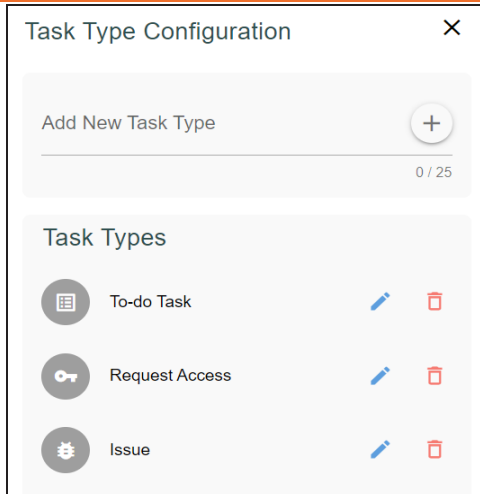 Task Type Configuration
Add New Task Type
0 / 25
Task Types
To-do Task
Request Access
Issue